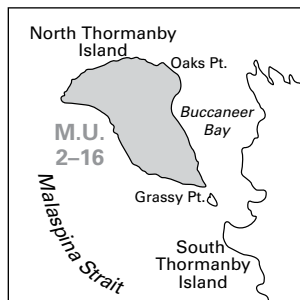 North Thormanby
Island
Oaks Pt.
Buccaneer
Bay
M.U.
2–16
Grassy Pt.
Malaspina Strait
South
Thormanby
Island